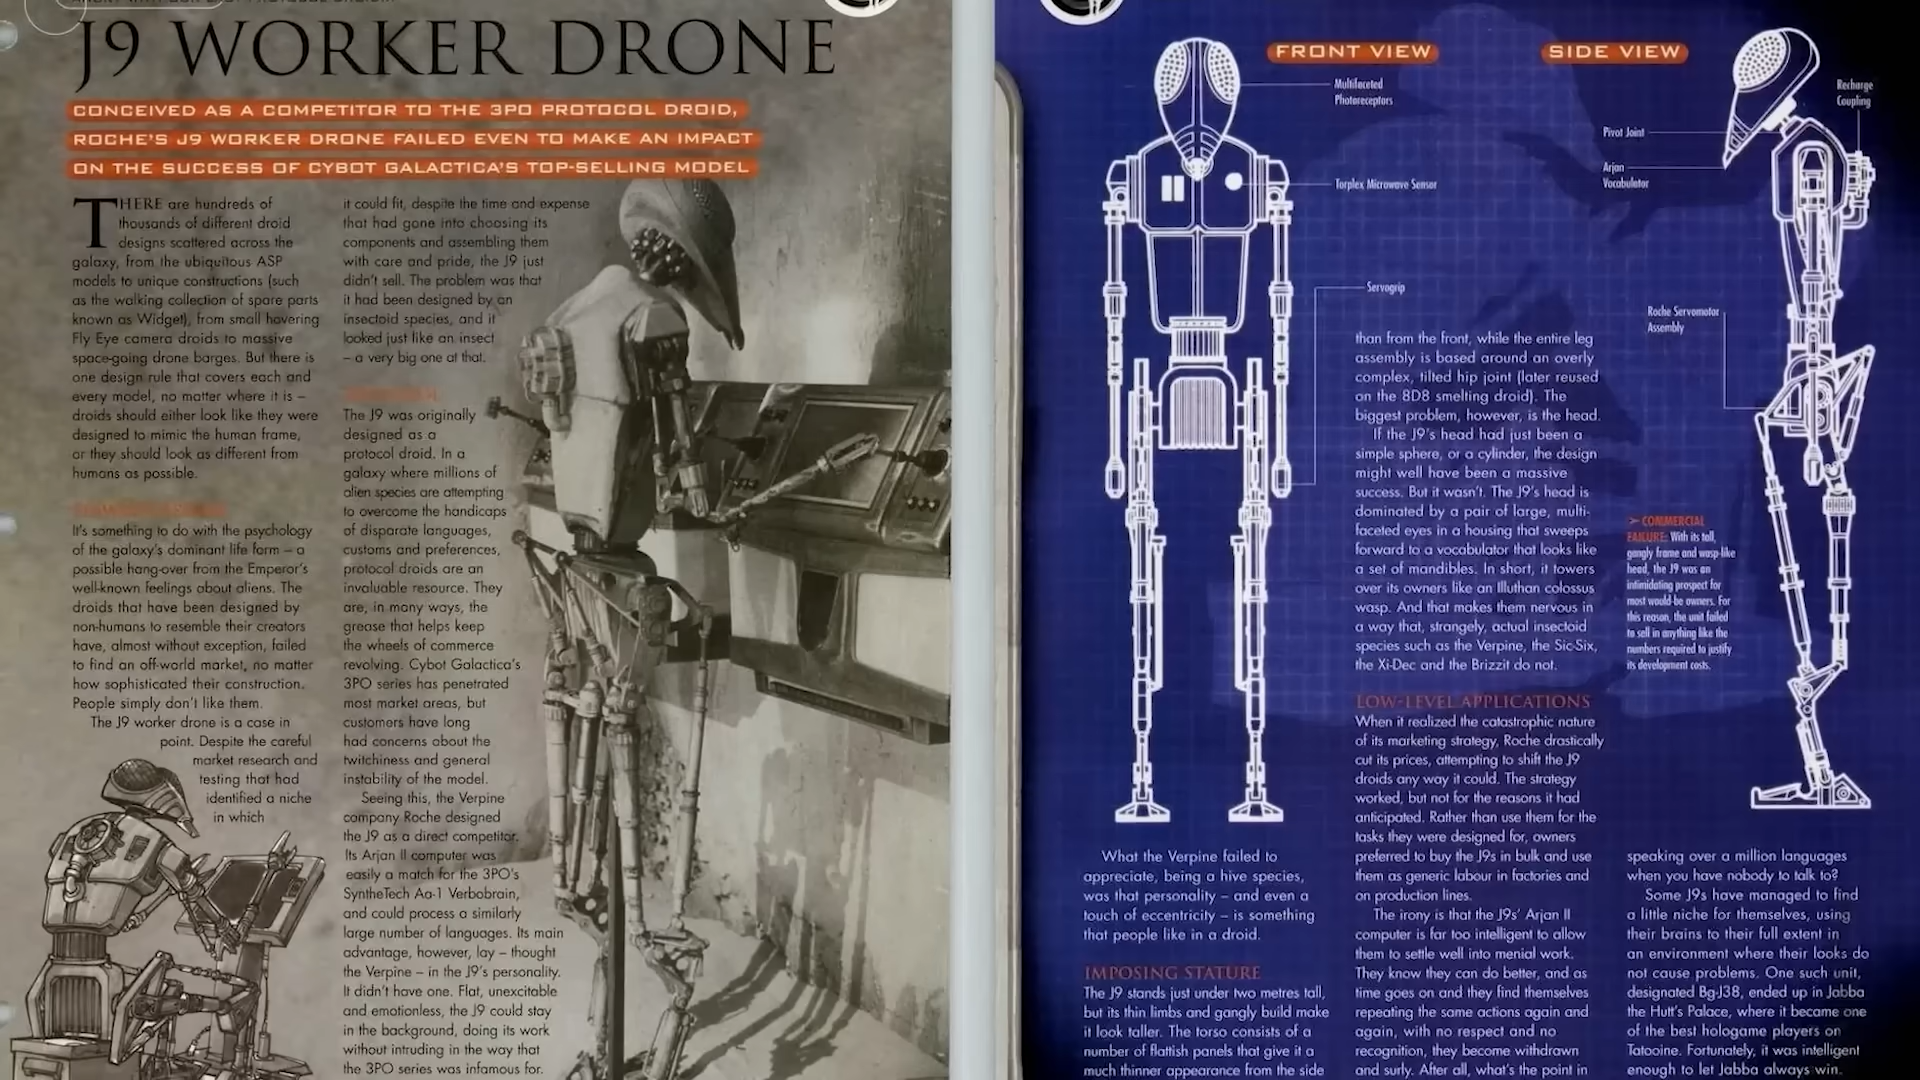 J9 WORKER DRONE
CONCEIVED AS A COMPETITOR TO THE 3PO PROTOCOL DROID,
ROCHE'S J9 WORKER DRONE FAILED EVEN TO MAKE AN IMPACT
ON THE SUCCESS OF CYBOT GALACTICA'S TOP-SELLING MODEL
THERE are hundreds of
thousands of different droid
designs scattered across the
galaxy, from the ubiquitous ASP
models to unique constructions (such
as the walking collection of spare parts
known as Widget), from small hovering
Fly Eye camera droids to massive
space-going drone barges. But there is
one design rule that covers each and
every model, no matter where it is –
droids should either look like they were
designed to mimic the human frame,
or they should look as different from
humans as possible.
It's something to do with the psychology
of the galaxy's dominant life form – a
possible hang-over from the Emperor's
well-known feelings about aliens. The
droids that have been designed by
non-humans to resemble their creators
have, almost without exception, failed
to find an off-world market, no matter
how sophisticated their construction.
People simply don't like them.
The J9 worker drone is a case in
point. Despite the careful
market research and
testing that had
identified a niche
in which
it could fit, despite the time and expense
that had gone into choosing its
components and assembling them
with care and pride, the J9 just
didn't sell. The problem was that
it had been designed by an
insectoid species, and it
looked just like an insect
– a very big one at that.
The J9 was originally
designed as a
protocol droid. In a
galaxy where millions of
alien species are attempting
to overcome the handicaps
of disparate languages,
customs and preferences,
protocol droids are an
invaluable resource. They
are, in many ways, the
grease that helps keep
the wheels of commerce
revolving. Cybot Galactica's
3PO series has penetrated
most market areas, but
customers have long
had concerns about the
twitchiness and general
instability of the model.
Seeing this, the Verpine
company Roche designed
the J9 as a direct competitor.
Its Arjan II computer was
easily a match for the 3PO's
SyntheTech Aa-1 Verbobrain,
and could process a similarly
large number of languages. Its main
advantage, however, lay – thought
the Verpine – in the J9's personality.
It didn't have one. Flat, unexcitable
and emotionless, the J9 could stay
in the background, doing its work
without intruding in the way that
the 3PO series was infamous for.
FRONT VIEW
SIDE VIEW
Multifaceted
Photoreceptors
Torplex Microwave Sensor
Servogrip
Recharge
Coupling
Pivot Joint
Arjan
Vocabulator
Roche Servomotor
Assembly
What the Verpine failed to
appreciate, being a hive species,
was that personality – and even a
touch of eccentricity – is something
that people like in a droid.
IMPOSING STATURE
The J9 stands just under two metres tall,
but its thin limbs and gangly build make
it look taller. The torso consists of a
number of flattish panels that give it a
much thinner appearance from the side
than from the front, while the entire leg
assembly is based around an overly
complex, tilted hip joint (later reused
on the 8D8 smelting droid). The
biggest problem, however, is the head.
If the J9's head had just been a
simple sphere, or a cylinder, the design
might well have been a massive
success. But it wasn't. The J9's head is
dominated by a pair of large, multi-
faceted eyes in a housing that sweeps
forward to a vocabulator that looks like
a set of mandibles. In short, it towers
over its owners like an Illuthan colossus
wasp. And that makes them nervous in
a way that, strangely, actual insectoid
species such as the Verpine, the Sic-Six,
the Xi-Dec and the Brizzit do not.
LOW-LEVEL APPLICATIONS
When it realized the catastrophic nature
of its marketing strategy, Roche drastically
cut its prices, attempting to shift the J9
droids any way it could. The strategy
worked, but not for the reasons it had
anticipated. Rather than use them for the
tasks they were designed for, owners
preferred to buy the J9s in bulk and use
them as generic labour in factories and
on production lines.
The irony is that the J9s' Arjan II
computer is far too intelligent to allow
them to settle well into menial work.
They know they can do better, and as
time goes on and they find themselves
repeating the same actions again and
again, with no respect and no
recognition, they become withdrawn
and surly. After all, what's the point in
➢ COMMERCIAL
FAILURE: With its tall,
gangly frame and wasp-like
head, the J9 was an
intimidating prospect for
most would-be owners. For
this reason, the unit failed
to sell in anything like the
numbers required to justify
its development costs.
speaking over a million languages
when you have nobody to talk to?
Some J9s have managed to find
a little niche for themselves, using
their brains to their full extent in
an environment where their looks do
not cause problems. One such unit,
designated Bg-J38, ended up in Jabba
the Hutt's Palace, where it became one
of the best hologame players on
Tatooine. Fortunately, it was intelligent
enough to let Jabba always win.